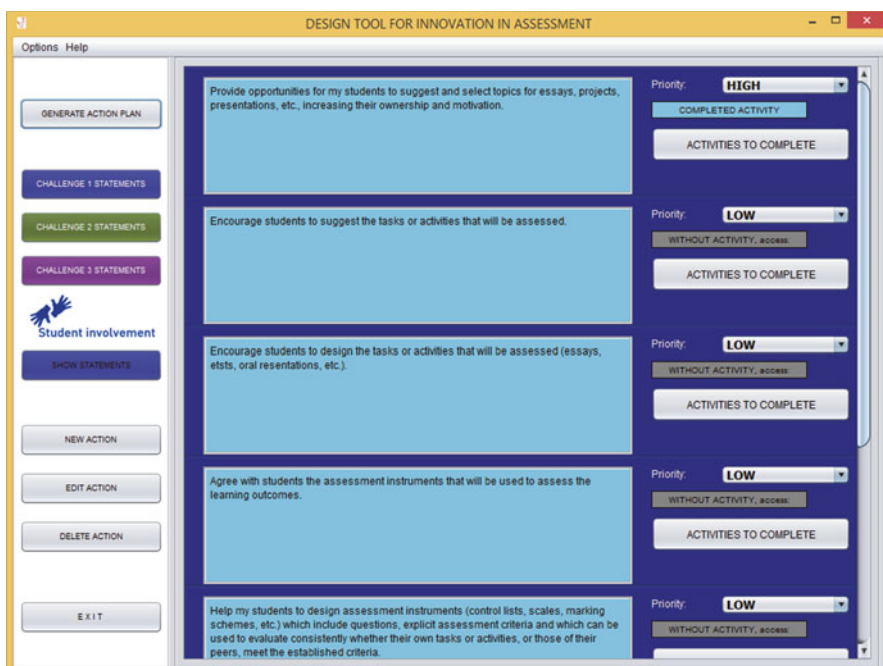 DESIGN TOOL FOR INNOVATION IN ASSESSMENT
Options Help
GENERATE ACTION PLAN
CHALLENGE 1 STATEMENTS
CHALLENGE 2 STATEMENTS
CHALLENGE 3 STATEMENTS
Student involvement
SHOW STATEMENTS
NEW ACTION
EDIT ACTION
DELETE ACTION
EXIT
Provide opportunities for my students to suggest and select topics for essays, projects,
presentations, etc., increasing their ownership and motivation.
Priority: HIGH
COMPLETED ACTIVITY
ACTIVITIES TO COMPLETE
Encourage students to suggest the tasks or activities that will be assessed.
Priority: LOW
WITHOUT ACTIVITY, access:
ACTIVITIES TO COMPLETE
Encourage students to design the tasks or activities that will be assessed (essays,
etsts, oral resentations, etc.).
Priority: LOW
WITHOUT ACTIVITY, access:
ACTIVITIES TO COMPLETE
Agree with students the assessment instruments that will be used to assess the
learning outcomes.
Priority: LOW
WITHOUT ACTIVITY, access:
ACTIVITIES TO COMPLETE
Help my students to design assessment instruments (control lists, scales, marking
schemes, etc.) which include questions, explicit assessment criteria and which can be
used to evaluate consistently whether their own tasks or activities, or those of their
peers, meet the established criteria.
Priority: LOW
WITHOUT ACTIVITY, access: